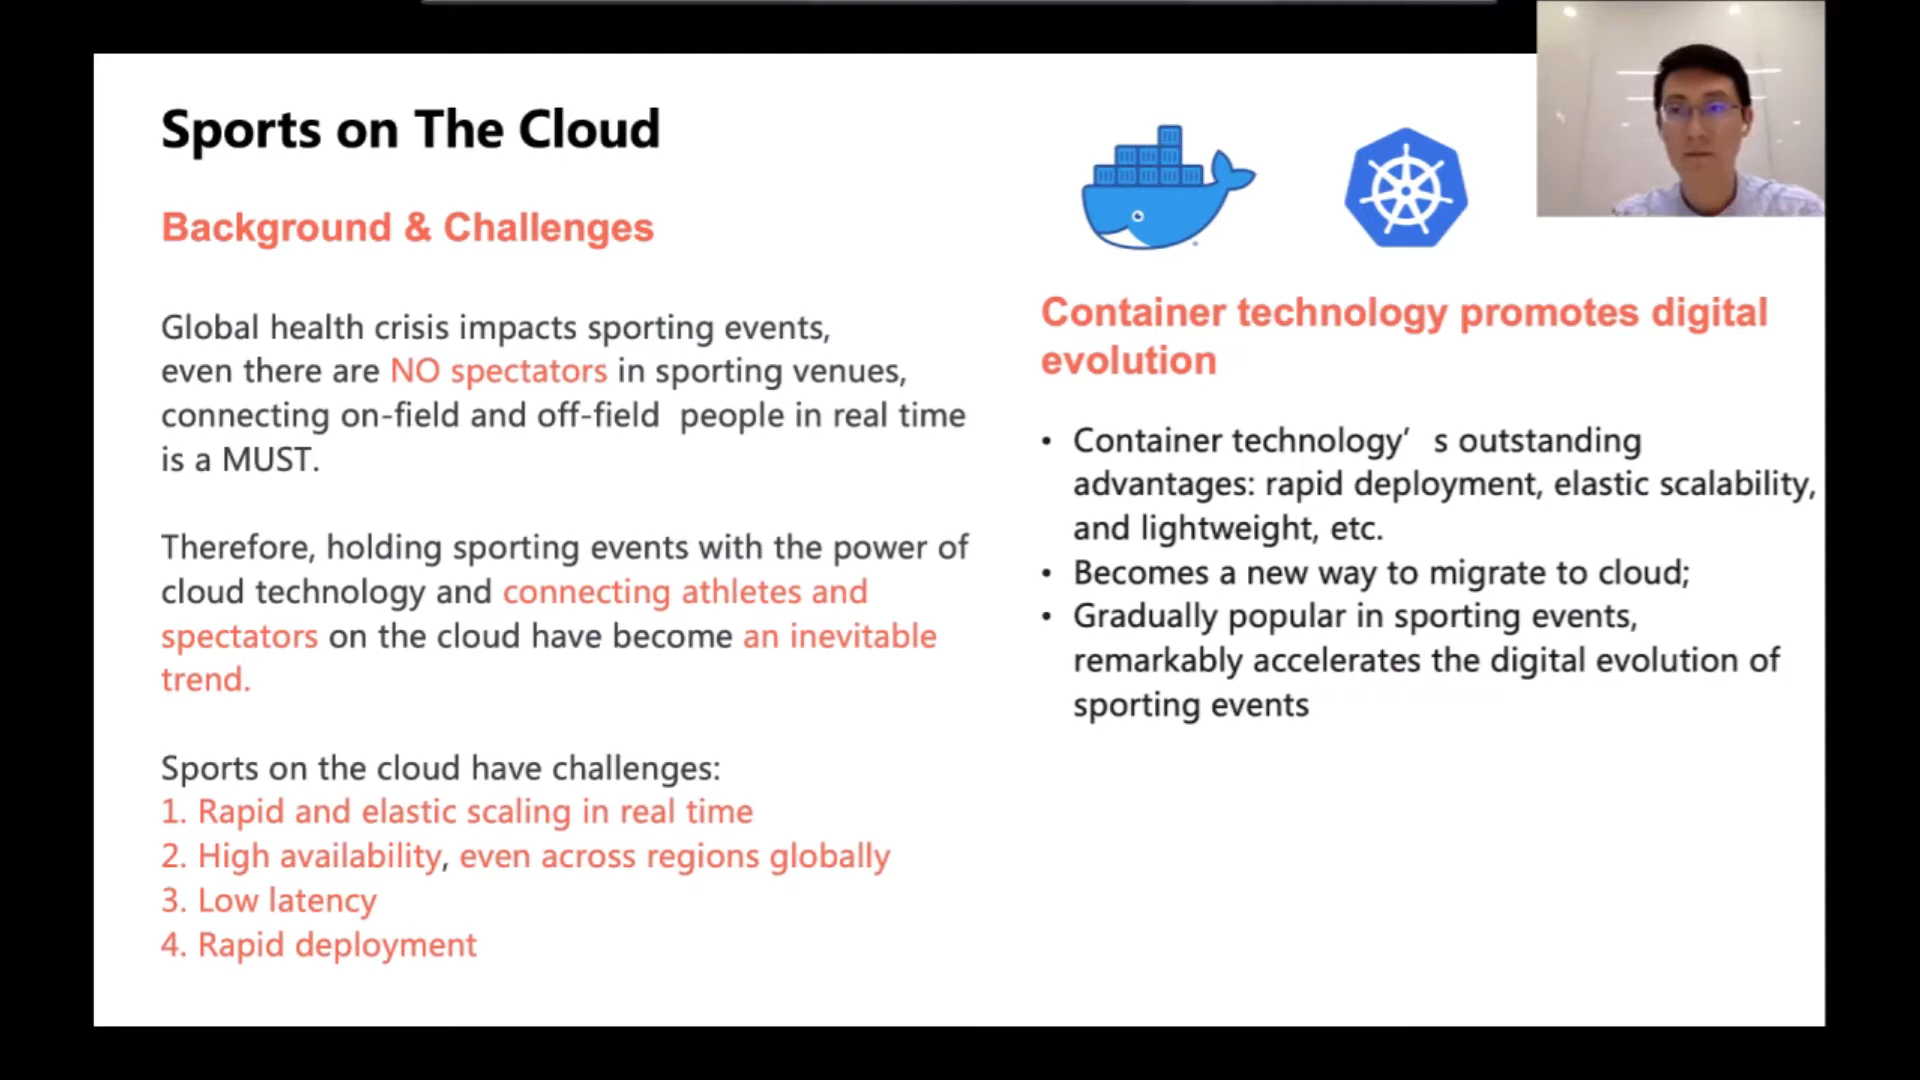 Sports on The Cloud
Background & Challenges
Global health crisis impacts sporting events,
even there are NO spectators in sporting venues,
connecting on-field and off-field  people in real time
is a MUST.
Therefore, holding sporting events with the power of
cloud technology and connecting athletes and
spectators on the cloud have become an inevitable
trend.
Sports on the cloud have challenges:
1. Rapid and elastic scaling in real time
2. High availability, even across regions globally
3. Low latency
4. Rapid deployment
Container technology promotes digital
evolution
• Container technology’ s outstanding
advantages: rapid deployment, elastic scalability,
and lightweight, etc.
• Becomes a new way to migrate to cloud;
• Gradually popular in sporting events,
remarkably accelerates the digital evolution of
sporting events